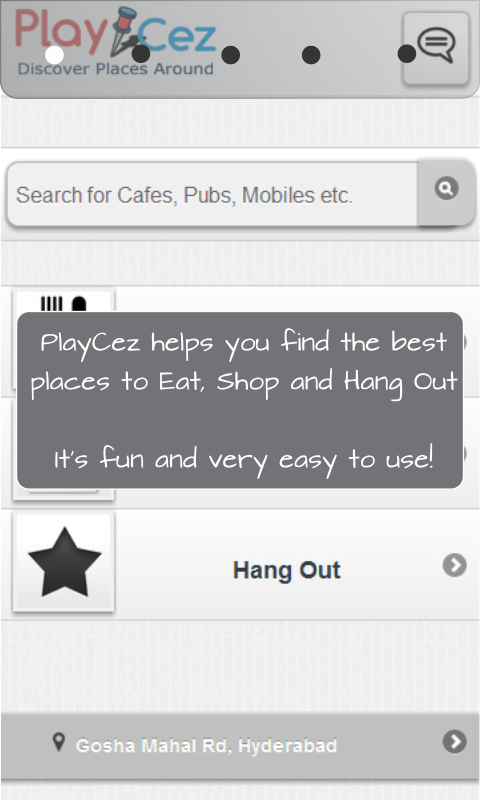 PlayCez
Discover Places Around
Search for Cafes, Pubs, Mobiles etc.
PlayCez helps you find the best
places to Eat, Shop and Hang Out
It's fun and very easy to use!
Hang Out
Gosha Mahal Rd, Hyderabad